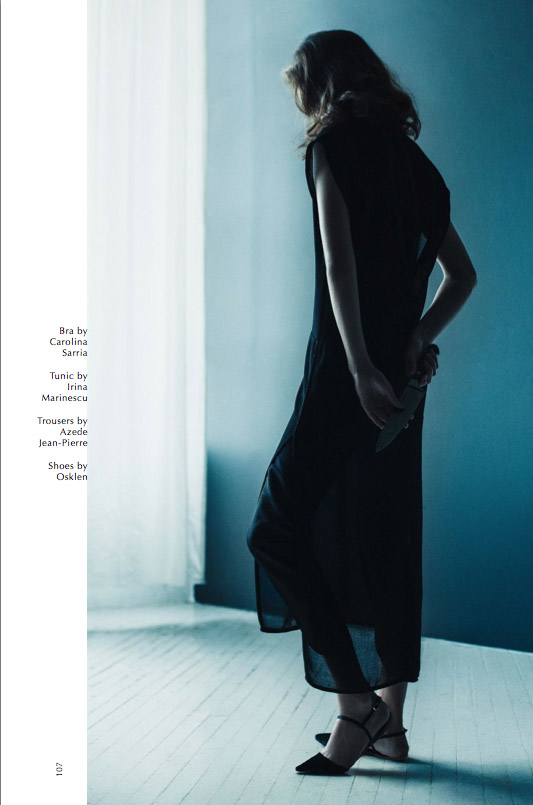 Bra by
Carolina
Sarria
Tunic by
Irina
Marinescu
Trousers by
Azede
Jean-Pierre
Shoes by
Osklen
107